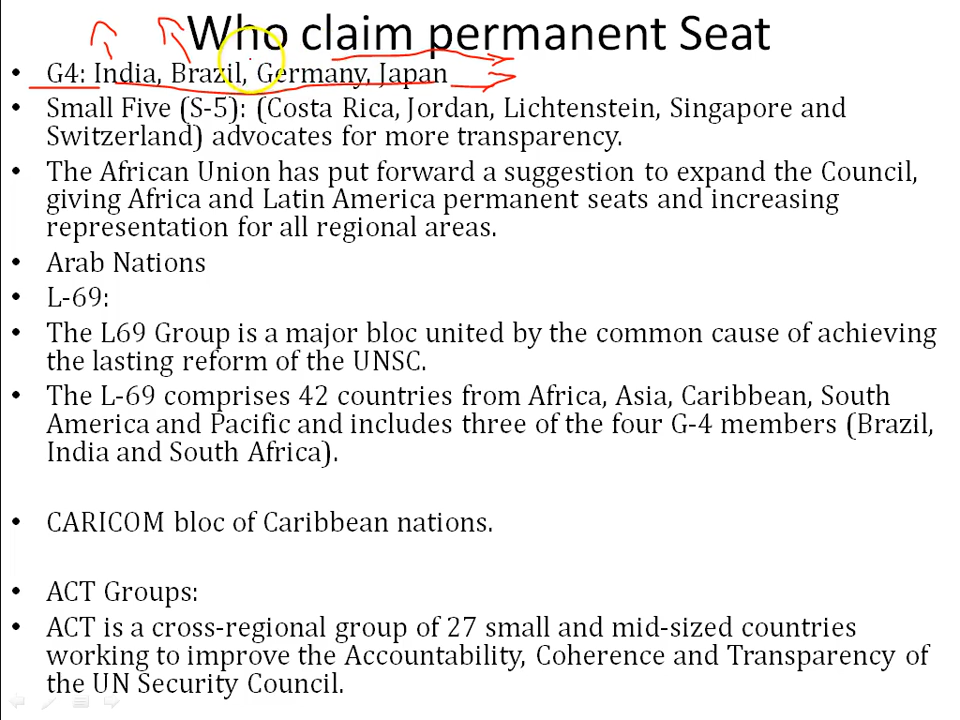 Who claim permanent Seat
• G4: India, Brazil, Germany, Japan
• Small Five (S-5): (Costa Rica, Jordan, Lichtenstein, Singapore and
Switzerland) advocates for more transparency.
• The African Union has put forward a suggestion to expand the Council,
giving Africa and Latin America permanent seats and increasing
representation for all regional areas.
• Arab Nations
• L-69:
• The L69 Group is a major bloc united by the common cause of achieving
the lasting reform of the UNSC.
• The L-69 comprises 42 countries from Africa, Asia, Caribbean, South
America and Pacific and includes three of the four G-4 members (Brazil,
India and South Africa).
• CARICOM bloc of Caribbean nations.
• ACT Groups:
• ACT is a cross-regional group of 27 small and mid-sized countries
working to improve the Accountability, Coherence and Transparency of
the UN Security Council.